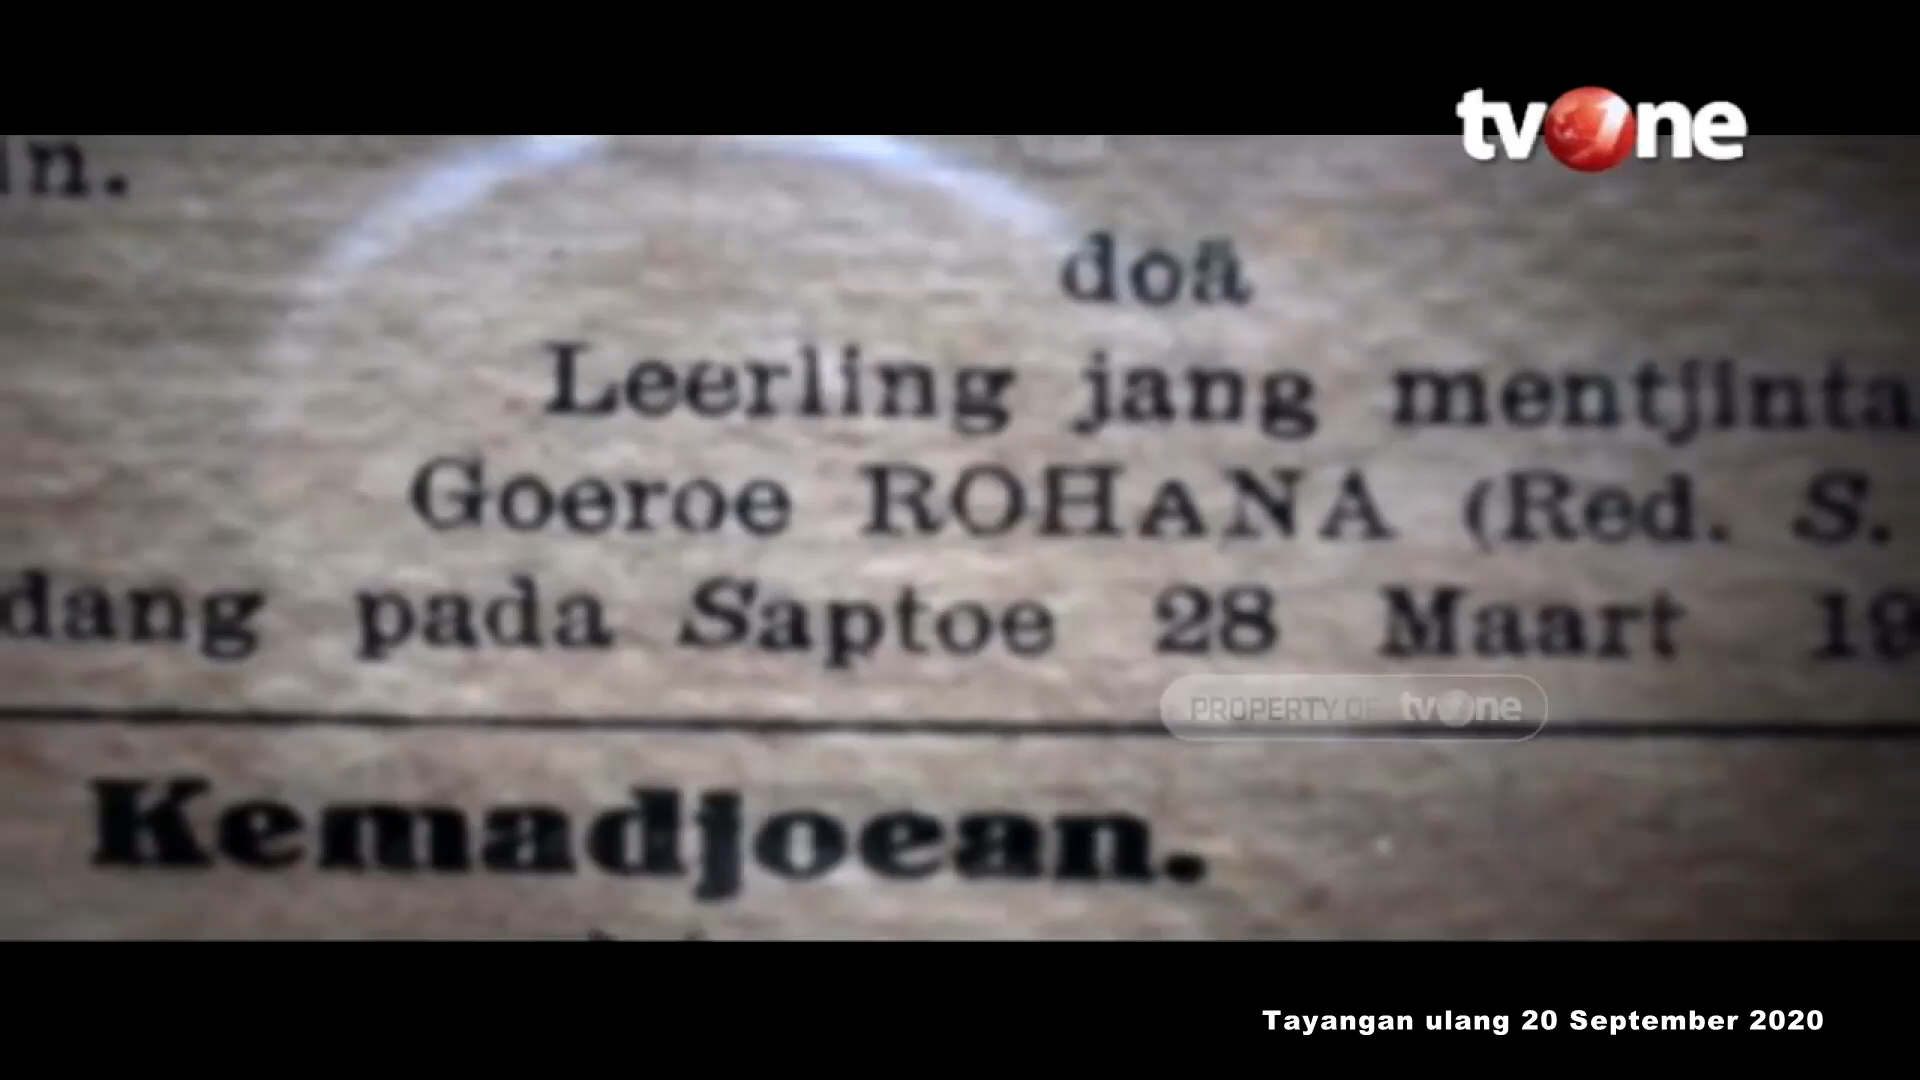 tvOne
in.
doä
Leerling jang mentjinta
Goeroe ROHANA (Red. S.
dang pada Saptoe 28 Maart 19
PROPERTY OF tvOne
Kemadjoean.
Tayangan ulang 20 September 2020